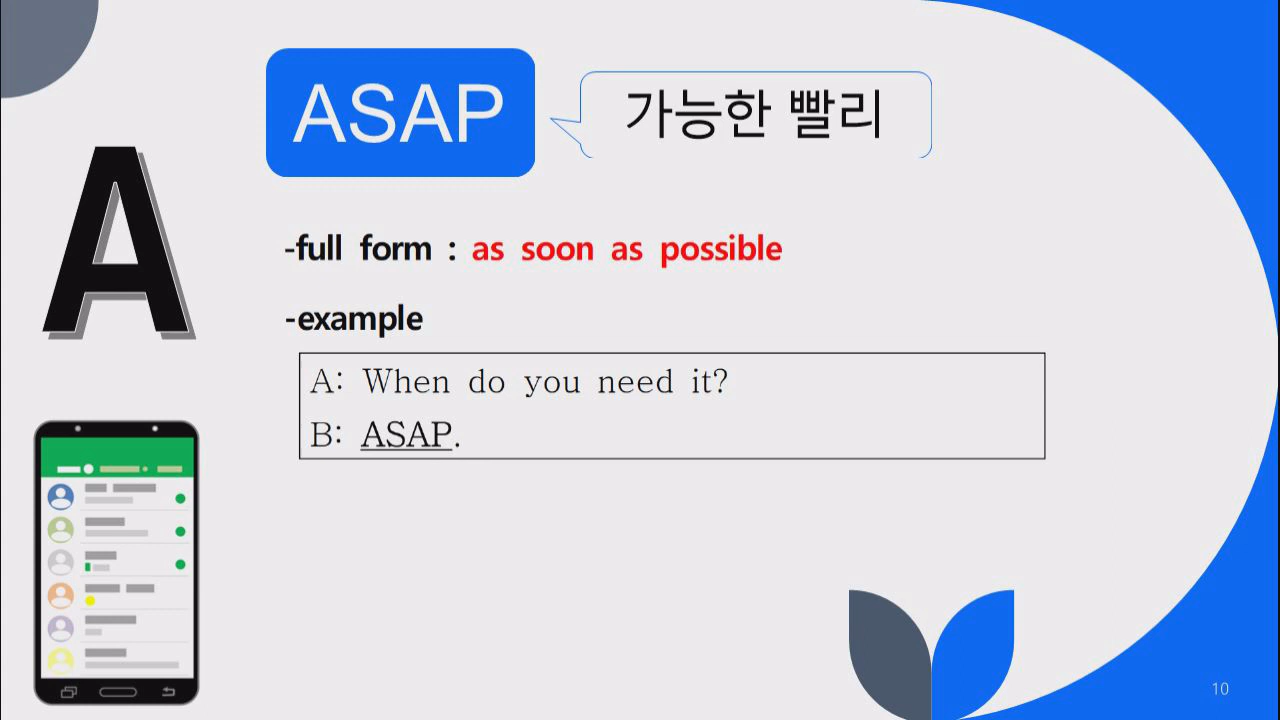 ASAP
가능한 빨리
A
-full form : as soon as possible
-example
A: When do you need it?
B: ASAP.
10